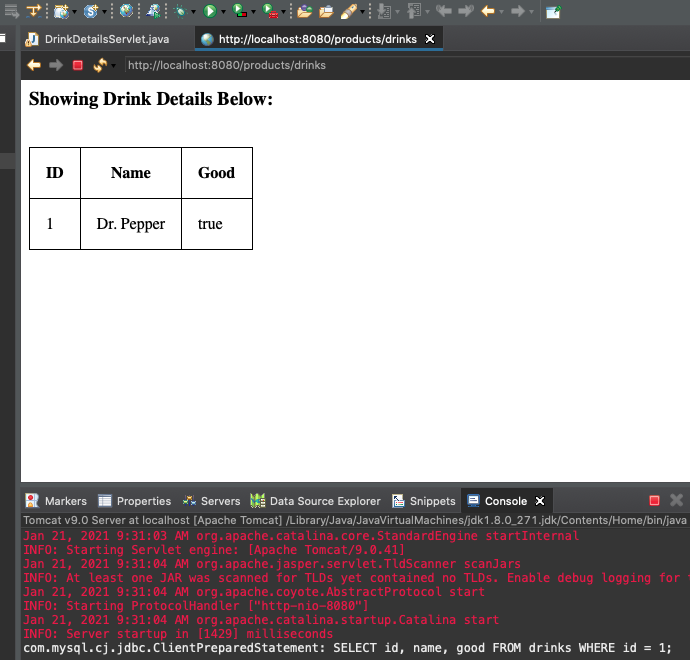 DrinkDetailsServlet.java
http://localhost:8080/products/drinks
http://localhost:8080/products/drinks
Showing Drink Details Below:
ID Name Good
1 Dr. Pepper true
Markers Properties Servers Data Source Explorer Snippets Console
Tomcat v9.0 Server at localhost [Apache Tomcat] /Library/Java/JavaVirtualMachines/jdk1.8.0_271.jdk/Contents/Home/bin/java
Jan 21, 2021 9:31:03 AM org.apache.catalina.core.StandardEngine startInternal
INFO: Starting Servlet engine: [Apache Tomcat/9.0.41]
Jan 21, 2021 9:31:04 AM org.apache.jasper.servlet.TldScanner scanJars
INFO: At least one JAR was scanned for TLDs yet contained no TLDs. Enable debug logging for
Jan 21, 2021 9:31:04 AM org.apache.coyote.AbstractProtocol start
INFO: Starting ProtocolHandler ["http-nio-8080"]
Jan 21, 2021 9:31:04 AM org.apache.catalina.startup.Catalina start
INFO: Server startup in [1429] milliseconds
com.mysql.cj.jdbc.ClientPreparedStatement: SELECT id, name, good FROM drinks WHERE id = 1;